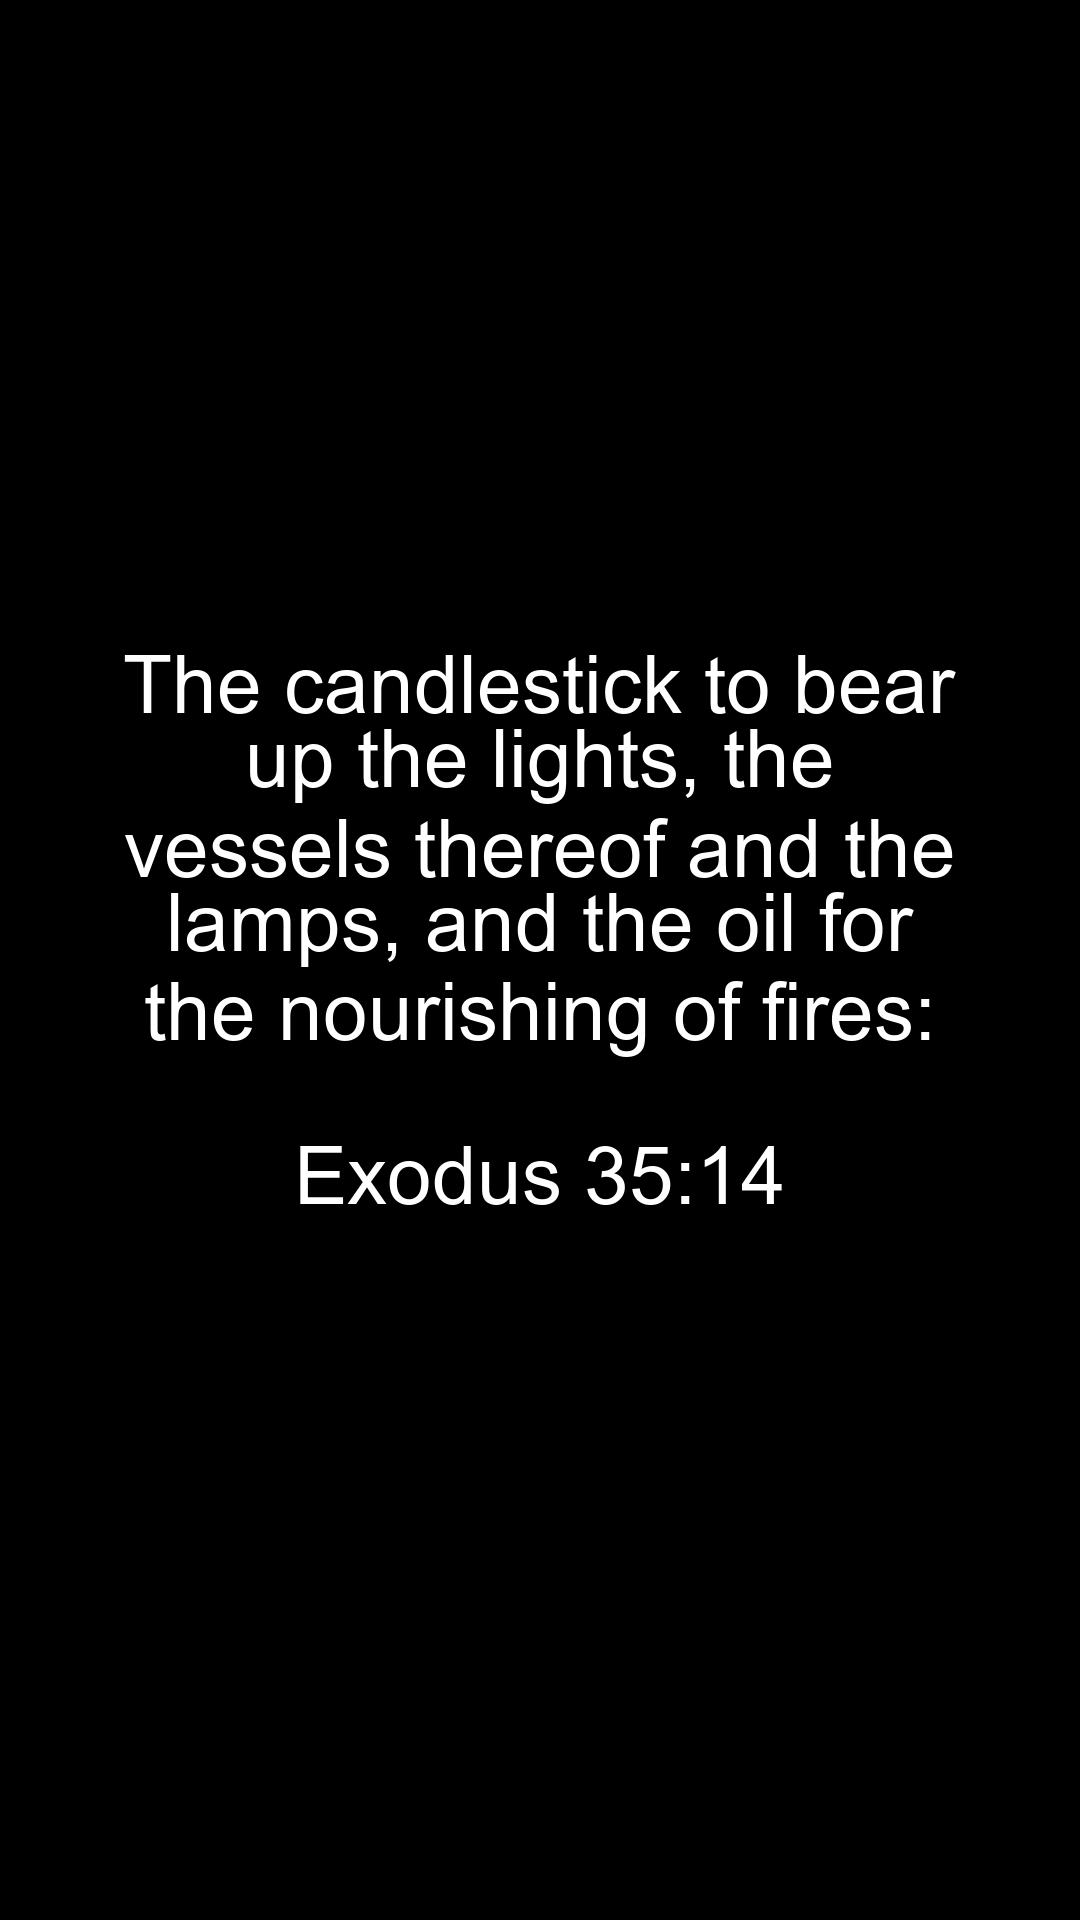 The candlestick to bear
up the lights, the
vessels thereof and the
lamps, and the oil for
the nourishing of fires:
Exodus 35:14